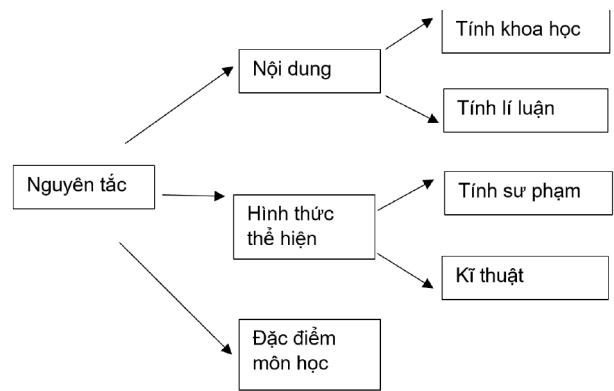 Tính khoa học
Nội dung
Tính lí luận
Nguyên tắc
Tính sư phạm
Hình thức
thể hiện
Kĩ thuật
Đặc điểm
môn học